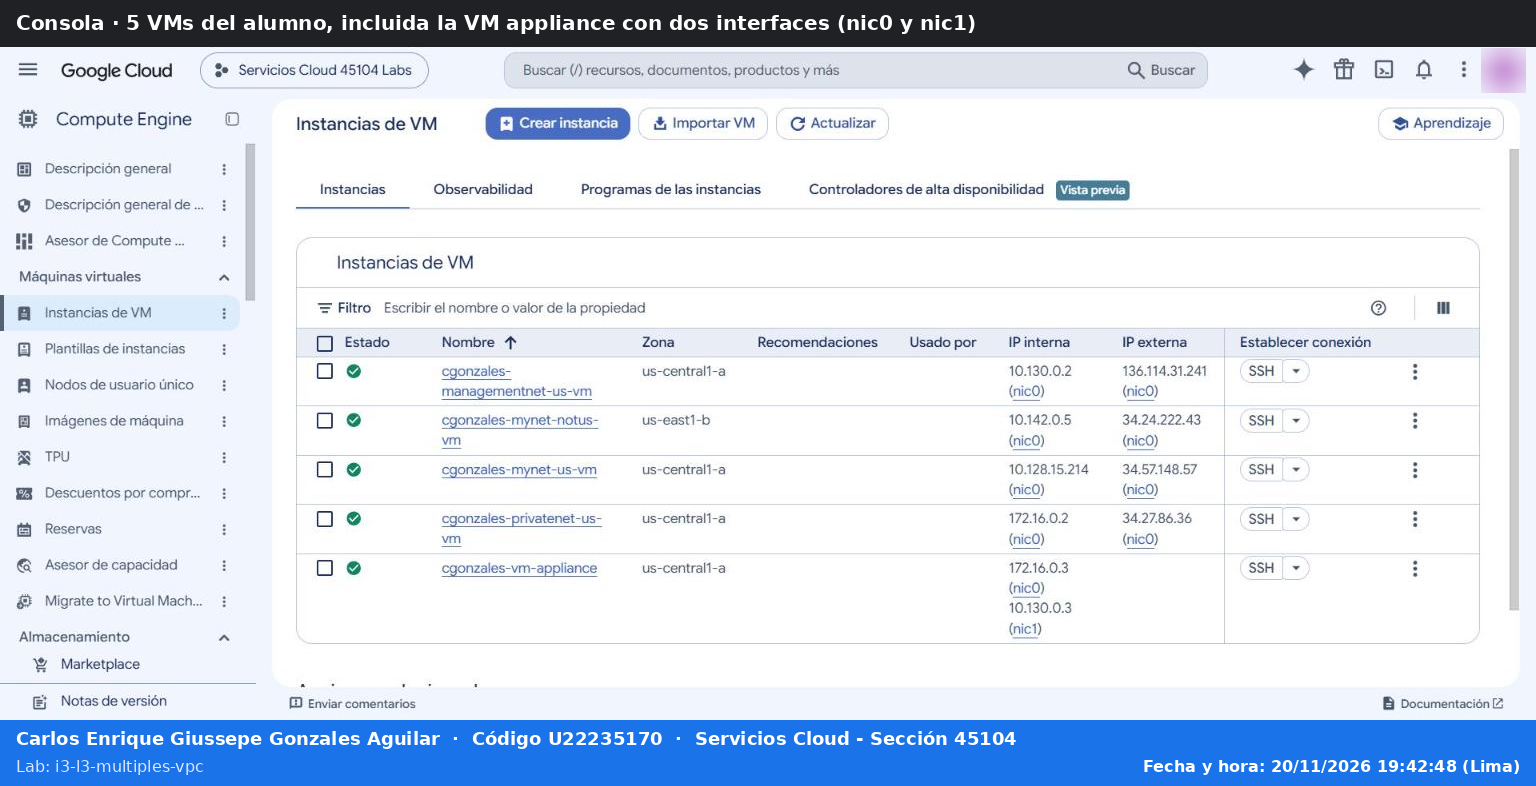 Consola · 5 VMs del alumno, incluida la VM appliance con dos interfaces (nic0 y nic1)
Google Cloud
Servicios Cloud 45104 Labs
Buscar (/) recursos, documentos, productos y más
Buscar
Compute Engine
Descripción general
Descripción general de ...
Asesor de Compute ...
Máquinas virtuales
Instancias de VM
Plantillas de instancias
Nodos de usuario único
Imágenes de máquina
TPU
Descuentos por compr...
Reservas
Asesor de capacidad
Migrate to Virtual Mach...
Almacenamiento
Marketplace
Notas de versión
Instancias de VM
Crear instancia
Importar VM
Actualizar
Aprendizaje
Instancias
Observabilidad
Programas de las instancias
Controladores de alta disponibilidad
Vista previa
Instancias de VM
Filtro Escribir el nombre o valor de la propiedad
Estado Nombre Zona Recomendaciones Usado por IP interna IP externa Establecer conexión
cgonzales- us-central1-a 10.130.0.2 136.114.31.241 SSH
managementnet-us-vm (nic0) (nic0)
cgonzales-mynet-notus- us-east1-b 10.142.0.5 34.24.222.43 SSH
vm (nic0) (nic0)
cgonzales-mynet-us-vm us-central1-a 10.128.15.214 34.57.148.57 SSH
(nic0) (nic0)
cgonzales-privatenet-us- us-central1-a 172.16.0.2 34.27.86.36 SSH
vm (nic0) (nic0)
cgonzales-vm-appliance us-central1-a 172.16.0.3 SSH
(nic0)
10.130.0.3
(nic1)
Enviar comentarios
Documentación
Carlos Enrique Giussepe Gonzales Aguilar · Código U22235170 · Servicios Cloud - Sección 45104
Lab: i3-l3-multiples-vpc
Fecha y hora: 20/11/2026 19:42:48 (Lima)